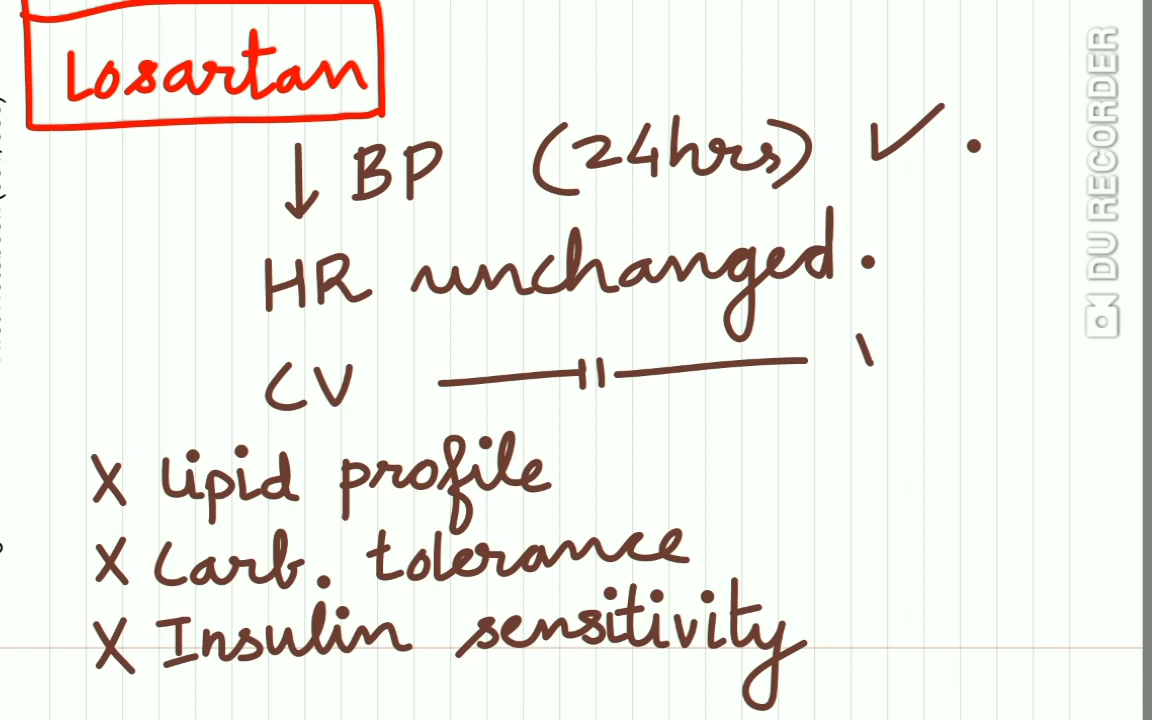 Losartan
↓ BP (24hrs) ✓.
HR unchanged.
CV —————||————— \
X Lipid profile
X Carb. tolerance
X Insulin sensitivity
DU RECORDER